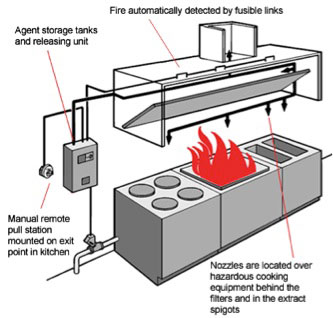 Fire automatically detected by fusible links
Agent storage tanks
and releasing unit
Manual remote
pull station
mounted on exit
point in kitchen
Nozzles are located over
hazardous cooking
equipment behind the
filters and in the extract
spigots